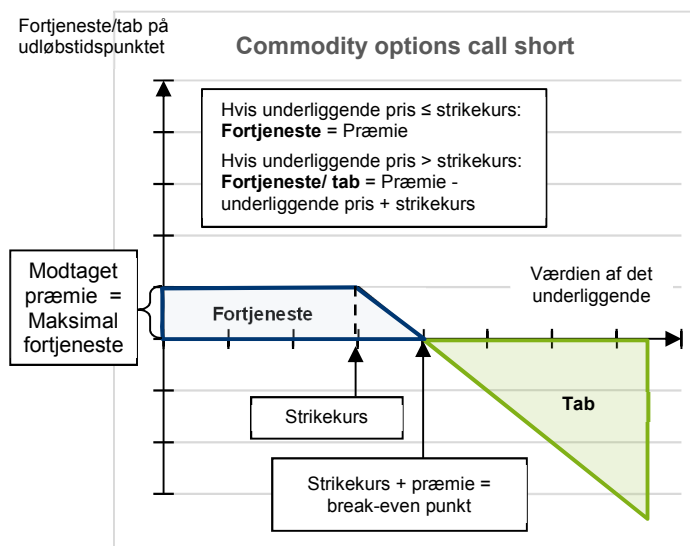 Fortjeneste/tab på
udløbstidspunktet
Commodity options call short
Hvis underliggende pris ≤ strikekurs:
Fortjeneste = Præmie
Hvis underliggende pris > strikekurs:
Fortjeneste/ tab = Præmie -
underliggende pris + strikekurs
Modtaget
præmie =
Maksimal
fortjeneste
Værdien af det
underliggende
Fortjeneste
Tab
Strikekurs
Strikekurs + præmie =
break-even punkt